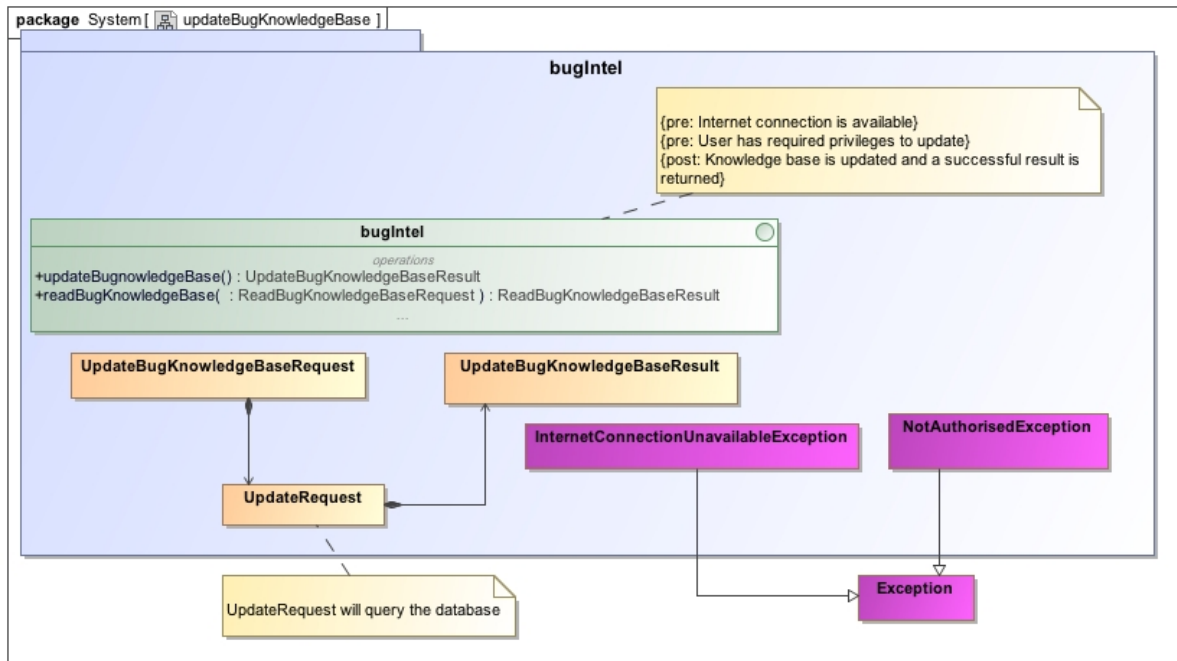 package System [ updateBugKnowledgeBase ]
bugIntel
{pre: Internet connection is available}
{pre: User has required privileges to update}
{post: Knowledge base is updated and a successful result is
returned}
bugIntel
operations
+updateBugnowledgeBase() : UpdateBugKnowledgeBaseResult
+readBugKnowledgeBase( : ReadBugKnowledgeBaseRequest ) : ReadBugKnowledgeBaseResult
...
UpdateBugKnowledgeBaseRequest
UpdateBugKnowledgeBaseResult
InternetConnectionUnavailableException
NotAuthorisedException
UpdateRequest
Exception
UpdateRequest will query the database